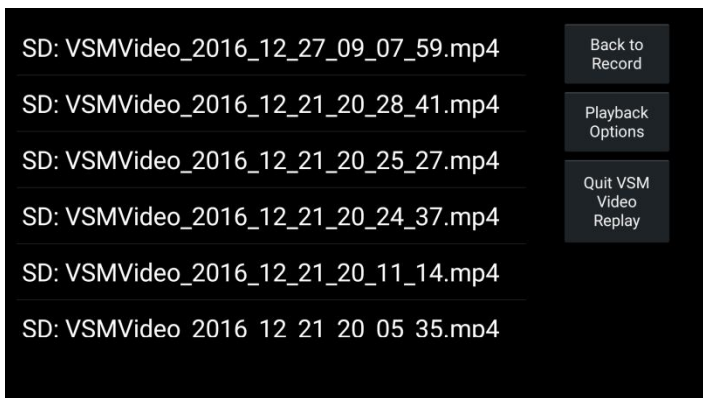 SD: VSMVideo_2016_12_27_09_07_59.mp4
SD: VSMVideo_2016_12_21_20_28_41.mp4
SD: VSMVideo_2016_12_21_20_25_27.mp4
SD: VSMVideo_2016_12_21_20_24_37.mp4
SD: VSMVideo_2016_12_21_20_11_14.mp4
SD: VSMVideo_2016_12_21_20_05_35.mp4
Back to
Record
Playback
Options
Quit VSM
Video
Replay